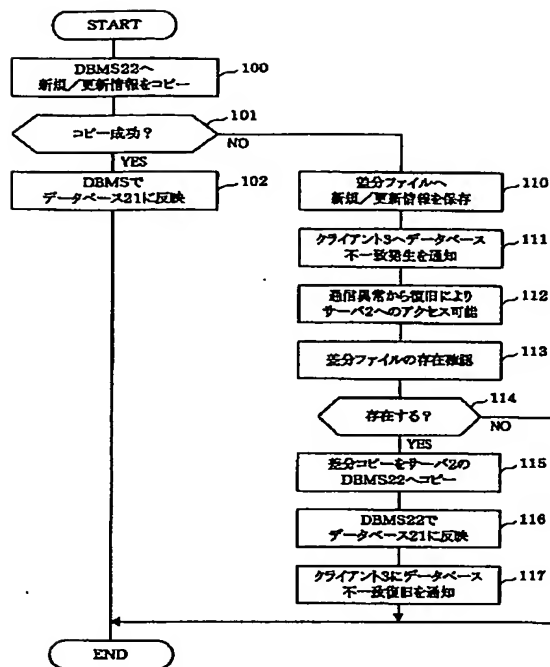 START
DBMS22へ
新規/更新情報をコピー
100
コピー成功?
101
NO
YES
DBMSで
データベース21に反映
102
差分ファイルへ
新規/更新情報を保存
110
クライアント3へデータベース
不一致発生を通知
111
通信異常から復旧により
サーバ2へのアクセス可能
112
差分ファイルの存在確認
113
存在する?
114
NO
YES
差分コピーをサーバ2の
DBMS22へコピー
115
DBMS22で
データベース21に反映
116
クライアント3にデータベース
不一致復旧を通知
117
END